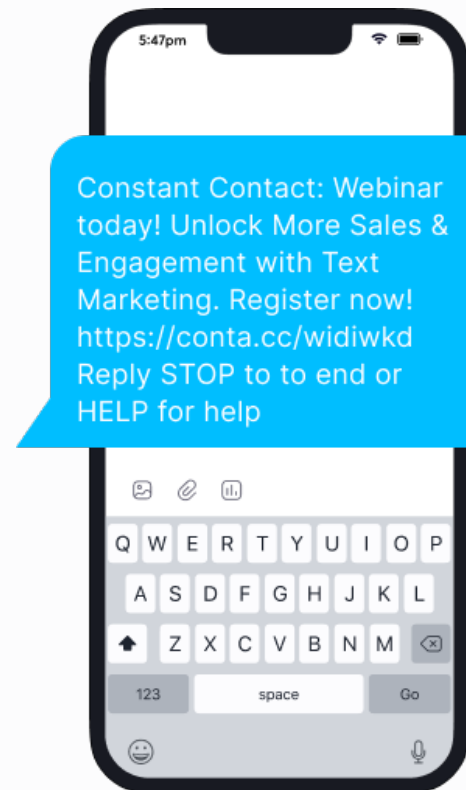 5:47pm
Constant Contact: Webinar
today! Unlock More Sales &
Engagement with Text
Marketing. Register now!
https://conta.cc/widiwkd
Reply STOP to to end or
HELP for help
Q W E R T Y U I O P
A S D F G H J K L
Z X C V B N M
123 space Go